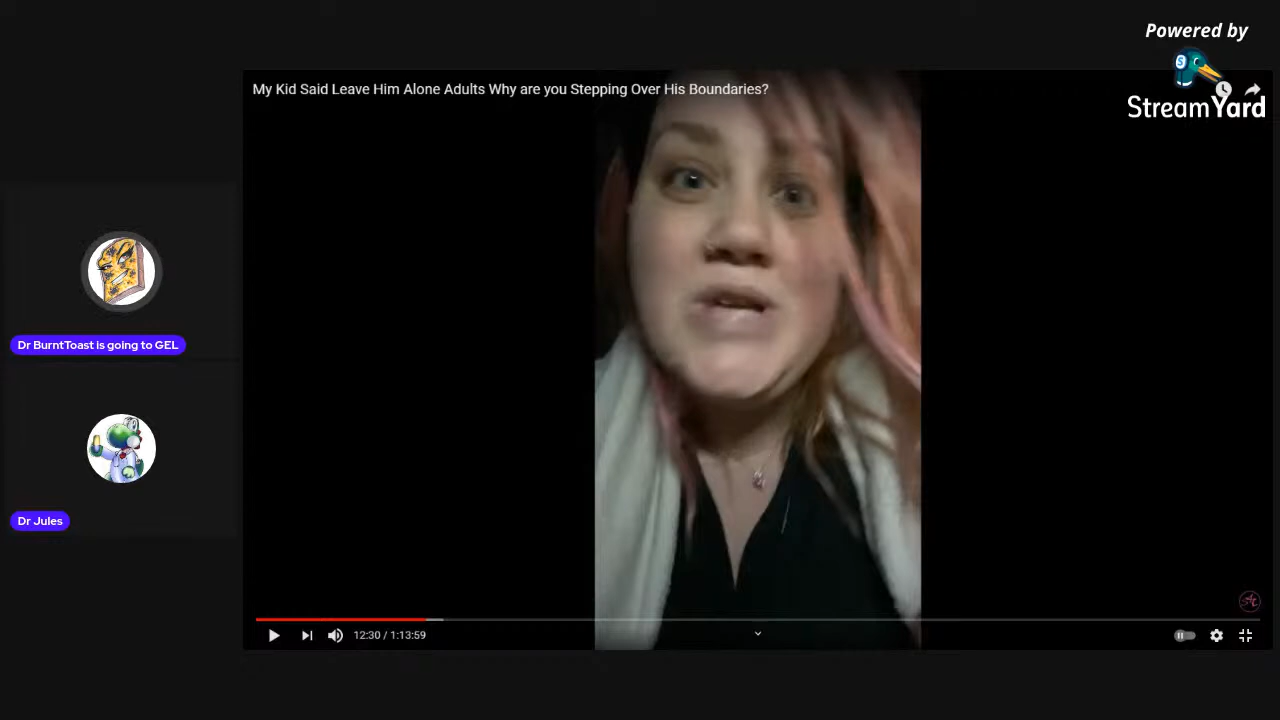 Powered by
StreamYard
My Kid Said Leave Him Alone Adults Why are you Stepping Over His Boundaries?
Dr BurntToast is going to GEL
Dr Jules
12:30 / 1:13:59